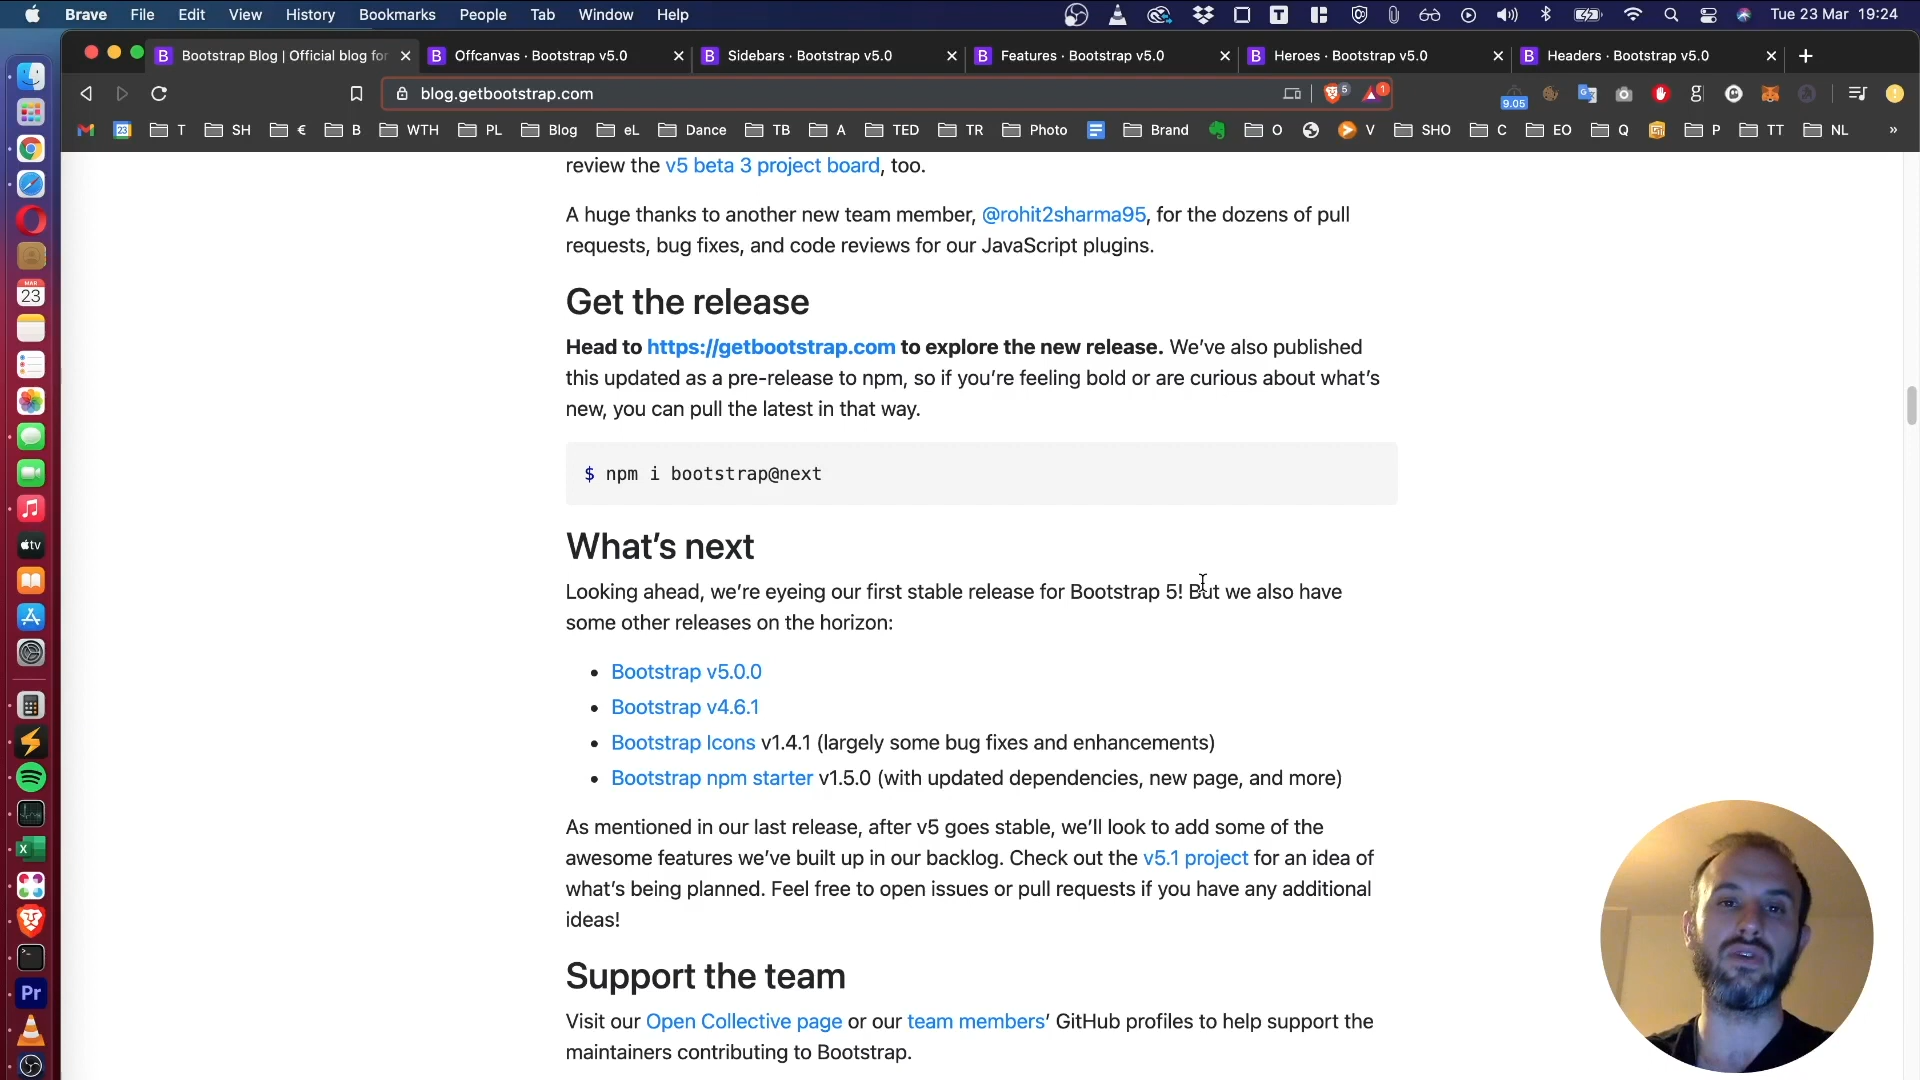 Brave File Edit View History Bookmarks People Tab Window Help Tue 23 Mar 19:24
Bootstrap Blog | Official blog for Offcanvas · Bootstrap v5.0 Sidebars · Bootstrap v5.0 Features · Bootstrap v5.0 Heroes · Bootstrap v5.0 Headers · Bootstrap v5.0
blog.getbootstrap.com 5 1 9.05
23 T SH € B WTH PL Blog eL Dance TB A TED TR Photo Brand O V SHO C EO Q P TT NL »
review the v5 beta 3 project board, too.
A huge thanks to another new team member, @rohit2sharma95, for the dozens of pull
requests, bug fixes, and code reviews for our JavaScript plugins.
Get the release
Head to https://getbootstrap.com to explore the new release. We’ve also published
this updated as a pre-release to npm, so if you’re feeling bold or are curious about what’s
new, you can pull the latest in that way.
$ npm i bootstrap@next
What’s next
Looking ahead, we’re eyeing our first stable release for Bootstrap 5! But we also have
some other releases on the horizon:
• Bootstrap v5.0.0
• Bootstrap v4.6.1
• Bootstrap Icons v1.4.1 (largely some bug fixes and enhancements)
• Bootstrap npm starter v1.5.0 (with updated dependencies, new page, and more)
As mentioned in our last release, after v5 goes stable, we’ll look to add some of the
awesome features we’ve built up in our backlog. Check out the v5.1 project for an idea of
what’s being planned. Feel free to open issues or pull requests if you have any additional
ideas!
Support the team
Visit our Open Collective page or our team members’ GitHub profiles to help support the
maintainers contributing to Bootstrap.
MAR
23
tv
Pr